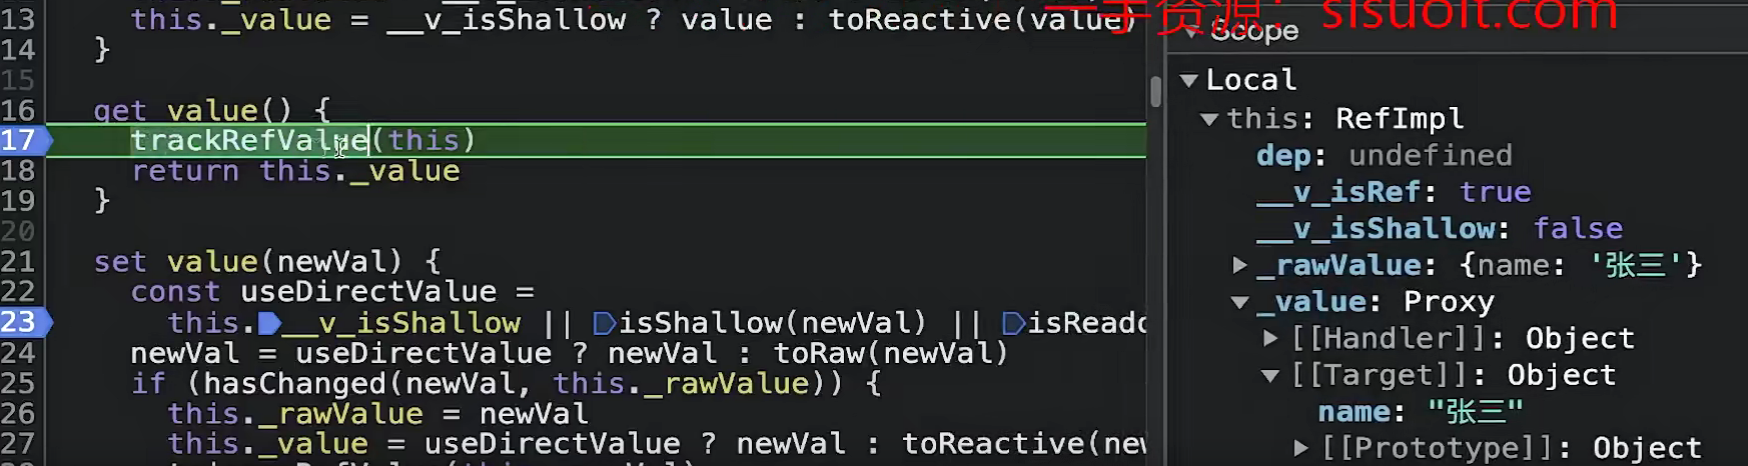 13 this._value = __v_isShallow ? value : toReactive(value)
14 }
15
16 get value() {
17 trackRefValue(this)
18 return this._value
19 }
20
21 set value(newVal) {
22 const useDirectValue =
23 this.__v_isShallow || isShallow(newVal) || isReadc
24 newVal = useDirectValue ? newVal : toRaw(newVal)
25 if (hasChanged(newVal, this._rawValue)) {
26 this._rawValue = newVal
27 this._value = useDirectValue ? newVal : toReactive(new
一手资源: sisuoit.com
Scope
Local
this: RefImpl
dep: undefined
__v_isRef: true
__v_isShallow: false
_rawValue: {name: '张三'}
_value: Proxy
[[Handler]]: Object
[[Target]]: Object
name: "张三"
[[Prototype]]: Object